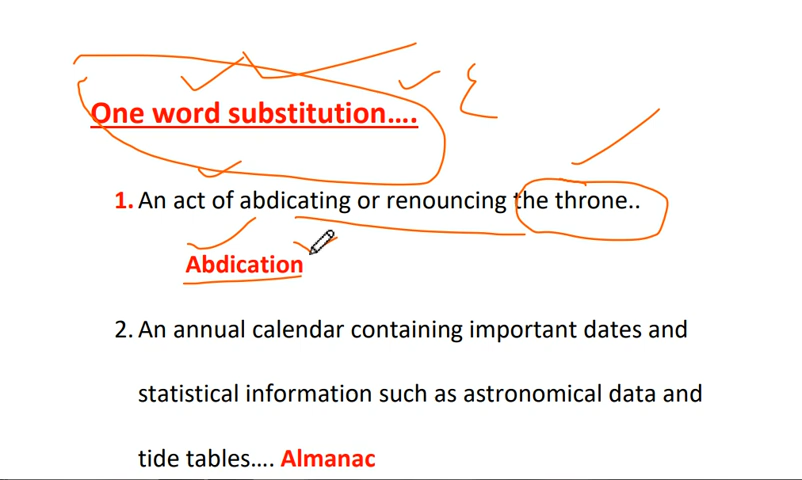 One word substitution....
1. An act of abdicating or renouncing the throne..
Abdication
2. An annual calendar containing important dates and
statistical information such as astronomical data and
tide tables.... Almanac